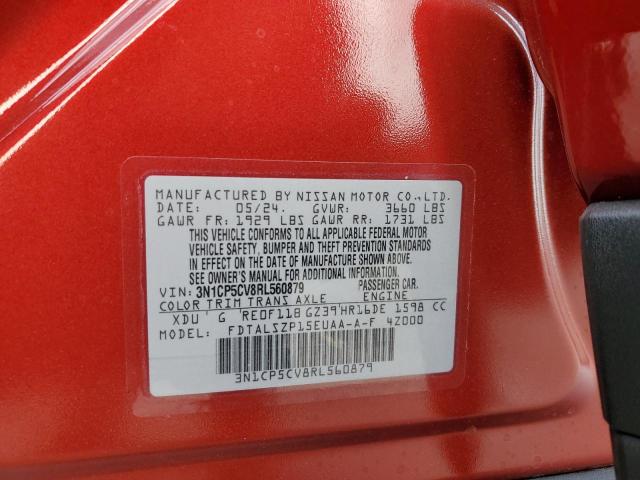 MANUFACTURED BY NISSAN MOTOR CO.,LTD.
DATE: 05/24. GVWR: 3660 LBS
GAWR FR: 1929 LBS GAWR RR: 1731 LBS
THIS VEHICLE CONFORMS TO ALL APPLICABLE FEDERAL MOTOR
VEHICLE SAFETY, BUMPER AND THEFT PREVENTION STANDARDS
IN EFFECT ON THE DATE OF MANUFACTURE SHOWN ABOVE.
SEE OWNER'S MANUAL FOR ADDITIONAL INFORMATION.
VIN: 3N1CP5CV8RL560879 PASSENGER CAR.
COLOR TRIM TRANS AXLE ENGINE
XDU ' G 'RE0F11B GZ39'HR16DE 1598 CC
MODEL: FDTALSZP15EUAA-A-F 4Z000
3N1CP5CV8RL560879